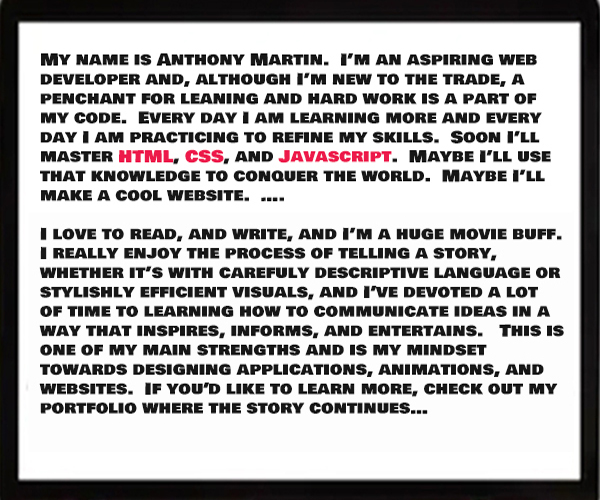 My name is Anthony Martin.  I'm an aspiring web
developer and, although I'm new to the trade, a
penchant for leaning and hard work is a part of
my code.  Every day I am learning more and every
day I am practicing to refine my skills.  Soon I'll
master HTML, CSS, and Javascript.  Maybe I'll use
that knowledge to conquer the world.  Maybe I'll
make a cool website.  ....
I love to read, and write, and I'm a huge movie buff.
I really enjoy the process of telling a story,
whether it's with carefuly descriptive language or
stylishly efficient visuals, and I've devoted a lot
of time to learning how to communicate ideas in a
way that inspires, informs, and entertains.   This is
one of my main strengths and is my mindset
towards designing applications, animations, and
websites.  If you'd like to learn more, check out my
portfolio where the story continues...